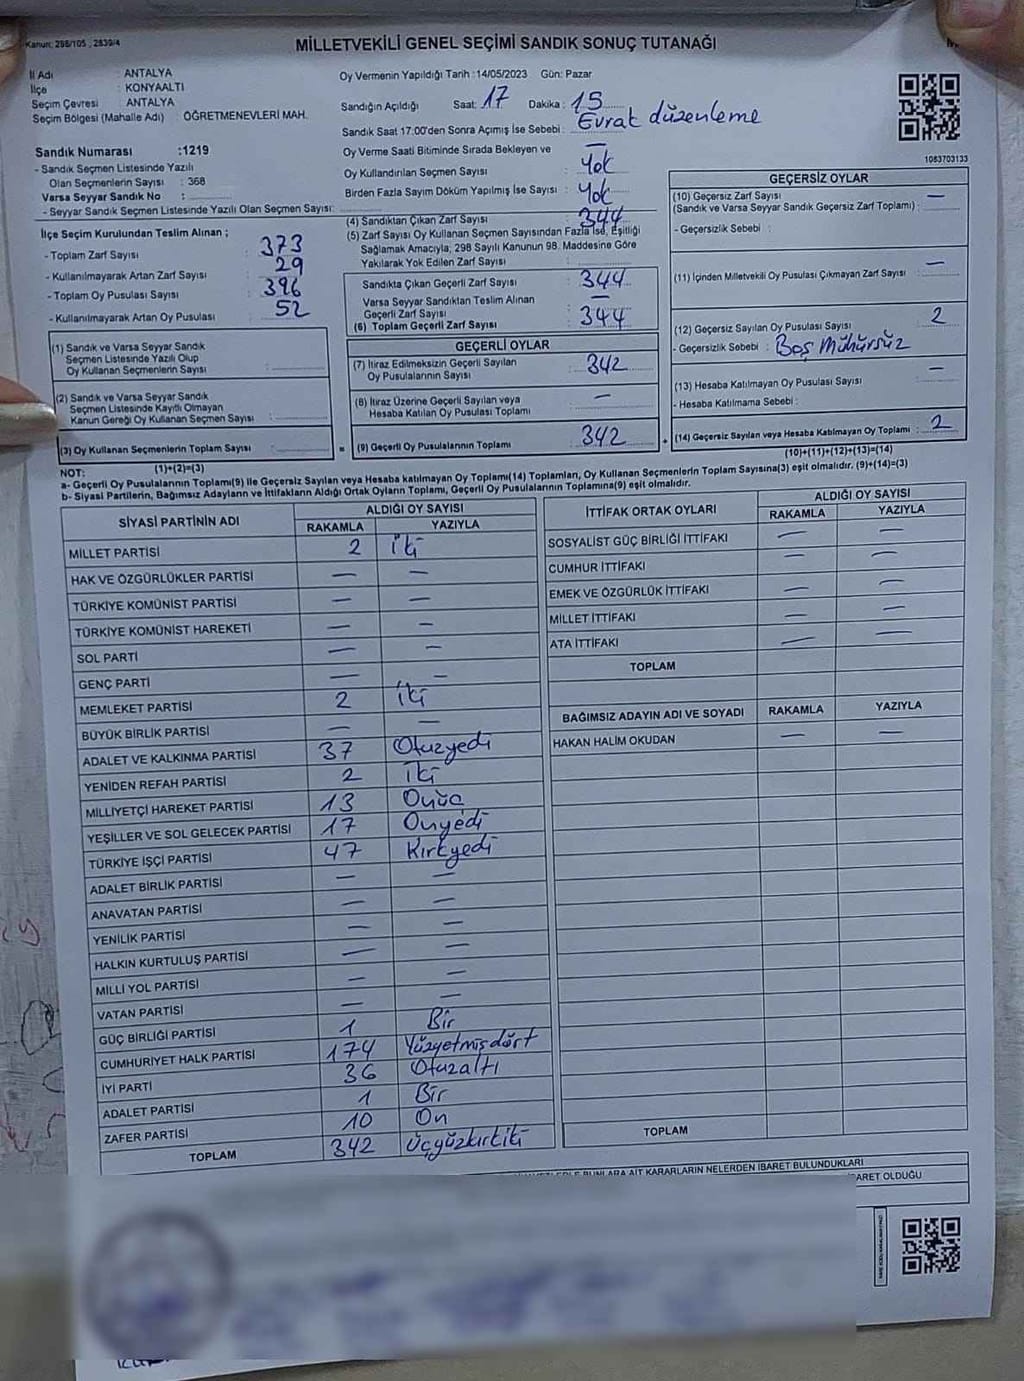 Kanun: 298/105 , 2839/4
MİLLETVEKİLİ GENEL SEÇİMİ SANDIK SONUÇ TUTANAĞI
İl Adı : ANTALYA
İlçe : KONYAALTI
Seçim Çevresi : ANTALYA
Seçim Bölgesi (Mahalle Adı) : ÖĞRETMENEVLERİ MAH.
Oy Vermenin Yapıldığı Tarih :14/05/2023 Gün: Pazar
Sandığın Açıldığı Saat: 17 Dakika : 15
Sandık Saat 17:00'den Sonra Açımış İse Sebebi : Evrat düzenleme
Sandık Numarası :1219
- Sandık Seçmen Listesinde Yazılı
Olan Seçmenlerin Sayısı : 368
Varsa Seyyar Sandık No :
- Seyyar Sandık Seçmen Listesinde Yazılı Olan Seçmen Sayısı:
Oy Verme Saati Bitiminde Sırada Bekleyen ve —
Oy Kullandırılan Seçmen Sayısı : Yok
Birden Fazla Sayım Döküm Yapılmış İse Sayısı : Yok
1083703133
İlçe Seçim Kurulundan Teslim Alınan ;
- Toplam Zarf Sayısı : 373
- Kullanılmayarak Artan Zarf Sayısı : 29
- Toplam Oy Pusulası Sayısı : 396
- Kullanılmayarak Artan Oy Pusulası : 52
(4) Sandıktan Çıkan Zarf Sayısı : 344
(5) Zarf Sayısı Oy Kullanan Seçmen Sayısından Fazla İse, Eşitliği
Sağlamak Amacıyla; 298 Sayılı Kanunun 98. Maddesine Göre
Yakılarak Yok Edilen Zarf Sayısı :
Sandıkta Çıkan Geçerli Zarf Sayısı : 344
Varsa Seyyar Sandıktan Teslim Alınan
Geçerli Zarf Sayısı : —
(6) Toplam Geçerli Zarf Sayısı : 344
(1) Sandık ve Varsa Seyyar Sandık
Seçmen Listesinde Yazılı Olup
Oy Kullanan Seçmenlerin Sayısı :
(2) Sandık ve Varsa Seyyar Sandık
Seçmen Listesinde Kayıtlı Olmayan
Kanun Gereği Oy Kullanan Seçmen Sayısı :
(3) Oy Kullanan Seçmenlerin Toplam Sayısı :
(1)+(2)=(3)
GEÇERLİ OYLAR
(7) İtiraz Edilmeksizin Geçerli Sayılan
Oy Pusulalarının Sayısı : 342
(8) İtiraz Üzerine Geçerli Sayılan veya
Hesaba Katılan Oy Pusulası Toplamı : —
= (9) Geçerli Oy Pusulalarının Toplamı : 342
GEÇERSİZ OYLAR
(10) Geçersiz Zarf Sayısı —
(Sandık ve Varsa Seyyar Sandık Geçersiz Zarf Toplamı) :
- Geçersizlik Sebebi :
(11) İçinden Milletvekili Oy Pusulası Çıkmayan Zarf Sayısı : —
(12) Geçersiz Sayılan Oy Pusulası Sayısı : 2
- Geçersizlik Sebebi : Boş Mühürsüz
(13) Hesaba Katılmayan Oy Pusulası Sayısı : —
- Hesaba Katılmama Sebebi :
+ (14) Geçersiz Sayılan veya Hesaba Katılmayan Oy Toplamı : 2
(10)+(11)+(12)+(13)=(14)
NOT:
a- Geçerli Oy Pusulalarının Toplamı(9) ile Geçersiz Sayılan veya Hesaba katılmayan Oy Toplamı(14) Toplamları, Oy Kullanan Seçmenlerin Toplam Sayısına(3) eşit olmalıdır. (9)+(14)=(3)
b- Siyasi Partilerin, Bağımsız Adayların ve İttifakların Aldığı Ortak Oyların Toplamı, Geçerli Oy Pusulalarının Toplamına(9) eşit olmalıdır.
SİYASİ PARTİNİN ADI ALDIĞI OY SAYISI
RAKAMLA YAZIYLA
MİLLET PARTİSİ 2 iki
HAK VE ÖZGÜRLÜKLER PARTİSİ — —
TÜRKİYE KOMÜNİST PARTİSİ — —
TÜRKİYE KOMÜNİST HAREKETİ — —
SOL PARTİ — —
GENÇ PARTİ — —
MEMLEKET PARTİSİ 2 iki
BÜYÜK BİRLİK PARTİSİ — —
ADALET VE KALKINMA PARTİSİ 37 Otuzyedi
YENİDEN REFAH PARTİSİ 2 iki
MİLLİYETÇİ HAREKET PARTİSİ 13 Onüç
YEŞİLLER VE SOL GELECEK PARTİSİ 17 Onyedi
TÜRKİYE İŞÇİ PARTİSİ 47 Kırkyedi
ADALET BİRLİK PARTİSİ — —
ANAVATAN PARTİSİ — —
YENİLİK PARTİSİ — —
HALKIN KURTULUŞ PARTİSİ — —
MİLLİ YOL PARTİSİ — —
VATAN PARTİSİ — —
GÜÇ BİRLİĞİ PARTİSİ 1 Bir
CUMHURİYET HALK PARTİSİ 174 Yüzyetmişdört
İYİ PARTİ 36 Otuzaltı
ADALET PARTİSİ 1 Bir
ZAFER PARTİSİ 10 On
TOPLAM 342 Üçyüzkırkiki
İTTİFAK ORTAK OYLARI ALDIĞI OY SAYISI
RAKAMLA YAZIYLA
SOSYALİST GÜÇ BİRLİĞİ İTTİFAKI — —
CUMHUR İTTİFAKI — —
EMEK VE ÖZGÜRLÜK İTTİFAKI — —
MİLLET İTTİFAKI — —
ATA İTTİFAKI — —
TOPLAM
BAĞIMSIZ ADAYIN ADI VE SOYADI RAKAMLA YAZIYLA
HAKAN HALİM OKUDAN — —
TOPLAM
BUNLARA AİT KARARLARIN NELERDEN İBARET BULUNDUKLARI
OLDUĞU